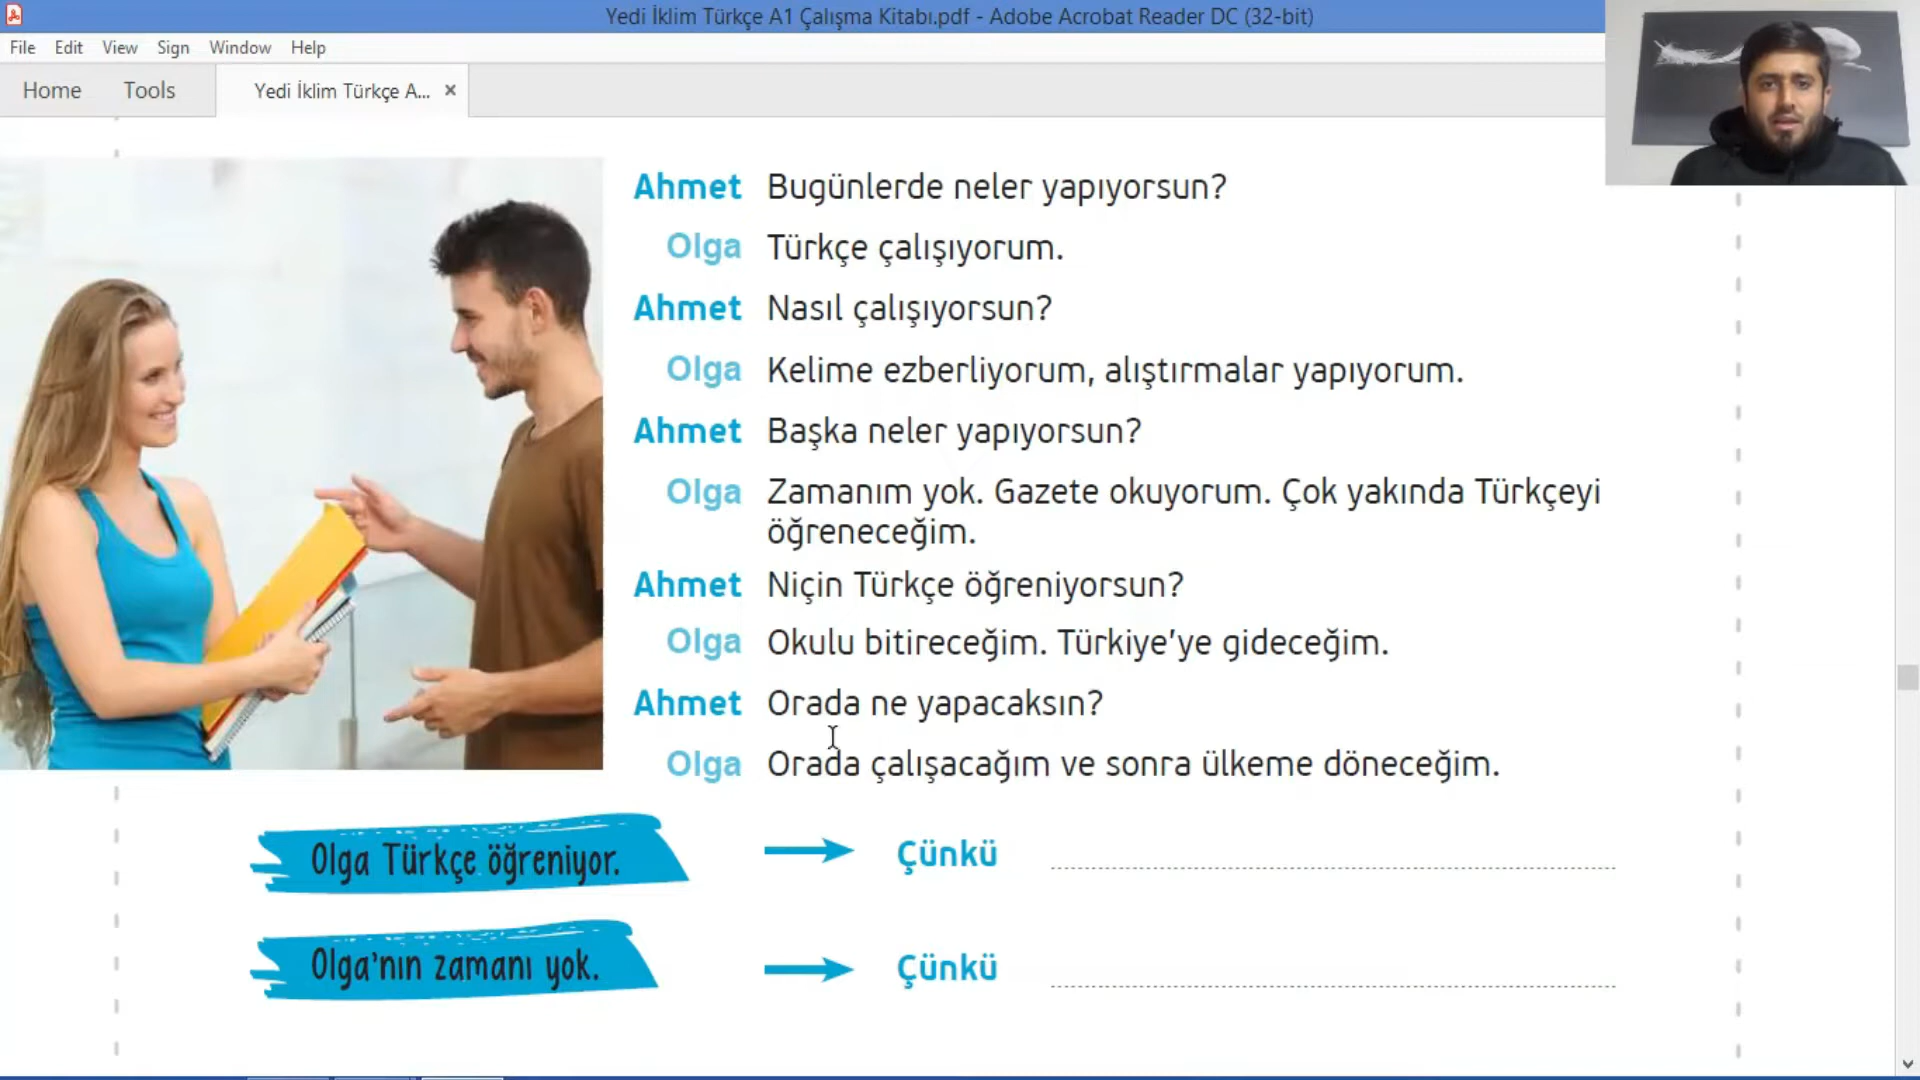 Yedi İklim Türkçe A1 Çalışma Kitabı.pdf - Adobe Acrobat Reader DC (32-bit)
File Edit View Sign Window Help
Home Tools Yedi İklim Türkçe A... ×
Ahmet Bugünlerde neler yapıyorsun?
Olga Türkçe çalışıyorum.
Ahmet Nasıl çalışıyorsun?
Olga Kelime ezberliyorum, alıştırmalar yapıyorum.
Ahmet Başka neler yapıyorsun?
Olga Zamanım yok. Gazete okuyorum. Çok yakında Türkçeyi
öğreneceğim.
Ahmet Niçin Türkçe öğreniyorsun?
Olga Okulu bitireceğim. Türkiye'ye gideceğim.
Ahmet Orada ne yapacaksın?
Olga Orada çalışacağım ve sonra ülkeme döneceğim.
Olga Türkçe öğreniyor. Çünkü
Olga'nın zamanı yok. Çünkü